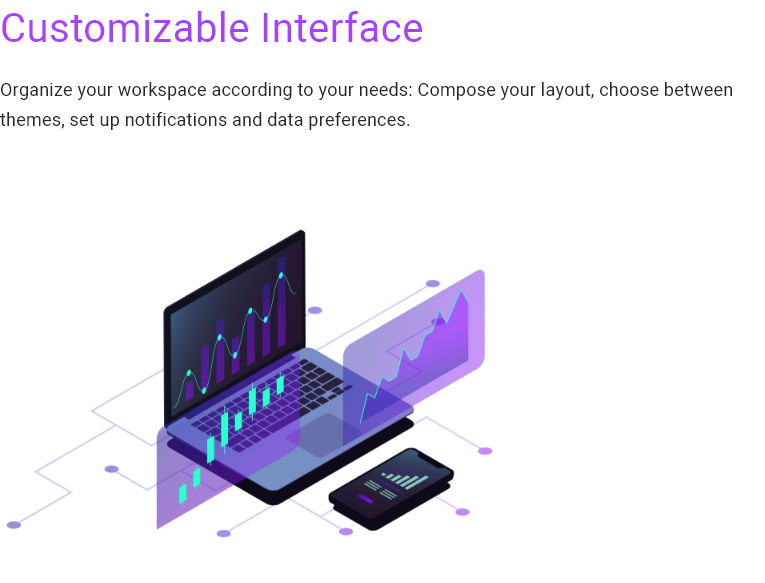 Customizable Interface
Organize your workspace according to your needs: Compose your layout, choose between
themes, set up notifications and data preferences.